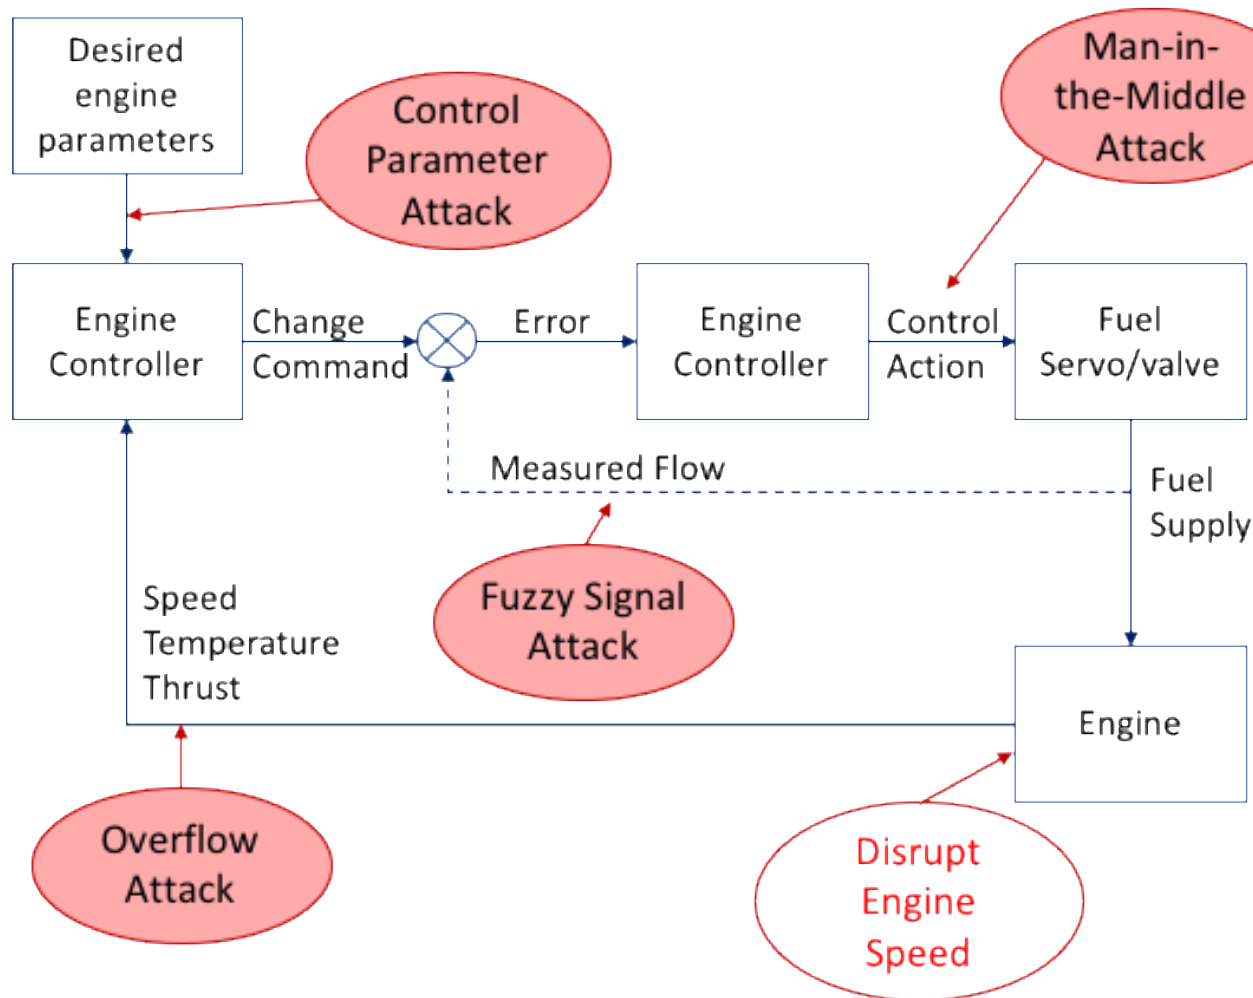 Desired
engine
parameters
Control
Parameter
Attack
Man-in-
the-Middle
Attack
Engine
Controller
Change
Command
Error
Engine
Controller
Control
Action
Fuel
Servo/valve
Measured Flow
Fuel
Supply
Fuzzy Signal
Attack
Speed
Temperature
Thrust
Engine
Overflow
Attack
Disrupt
Engine
Speed